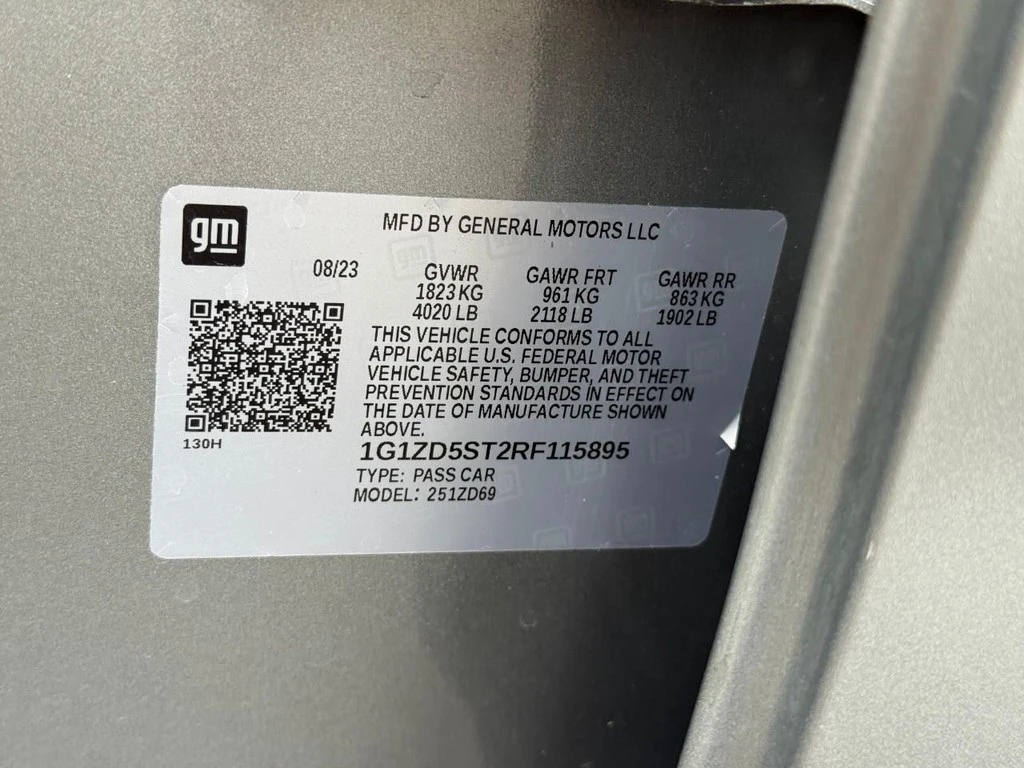 gm
MFD BY GENERAL MOTORS LLC
08/23 GVWR GAWR FRT GAWR RR
1823 KG 961 KG 863 KG
4020 LB 2118 LB 1902 LB
THIS VEHICLE CONFORMS TO ALL
APPLICABLE U.S. FEDERAL MOTOR
VEHICLE SAFETY, BUMPER, AND THEFT
PREVENTION STANDARDS IN EFFECT ON
THE DATE OF MANUFACTURE SHOWN
ABOVE.
130H
1G1ZD5ST2RF115895
TYPE: PASS CAR
MODEL: 251ZD69